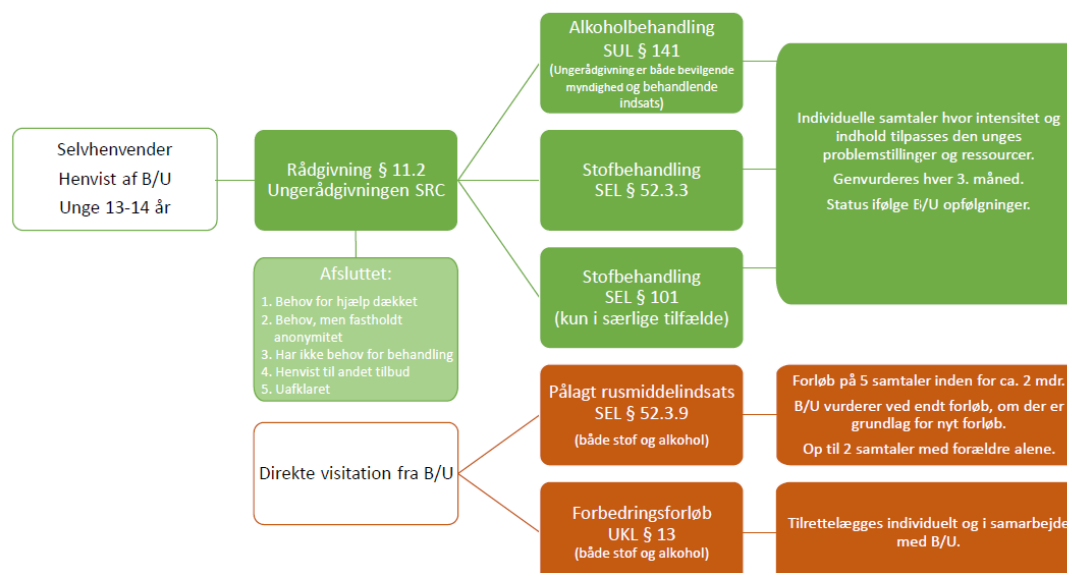 Selvhenvender
Henvist af B/U
Unge 13-14 år
Rådgivning § 11.2
Ungerådgivningen SRC
Afsluttet:
1. Behov for hjælp dækket
2. Behov, men fastholdt
anonymitet
3. Har ikke behov for behandling
4. Henvist til andet tilbud
5. Uafklaret
Alkoholbehandling
SUL § 141
(Ungerådgivning er både bevilgende
myndighed og behandlende
indsats)
Stofbehandling
SEL § 52.3.3
Stofbehandling
SEL § 101
(kun i særlige tilfælde)
Individuelle samtaler hvor intensitet og
indhold tilpasses den unges
problemstillinger og ressourcer.
Genvurderes hver 3. måned.
Status ifølge B/U opfølgninger.
Direkte visitation fra B/U
Pålagt rusmiddelindsats
SEL § 52.3.9
(både stof og alkohol)
Forløb på 5 samtaler inden for ca. 2 mdr.
B/U vurderer ved endt forløb, om der er
grundlag for nyt forløb.
Op til 2 samtaler med forældre alene.
Forbedringsforløb
UKL § 13
(både stof og alkohol)
Tilrettelægges individuelt og i samarbejde
med B/U.